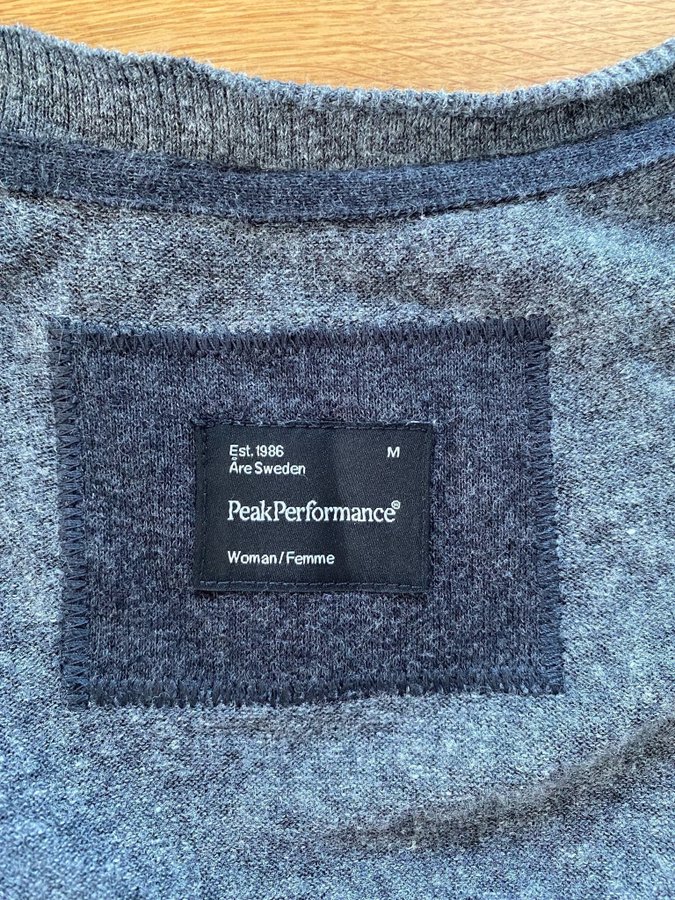 Est. 1986 M
Åre Sweden
PeakPerformance®
Woman/Femme